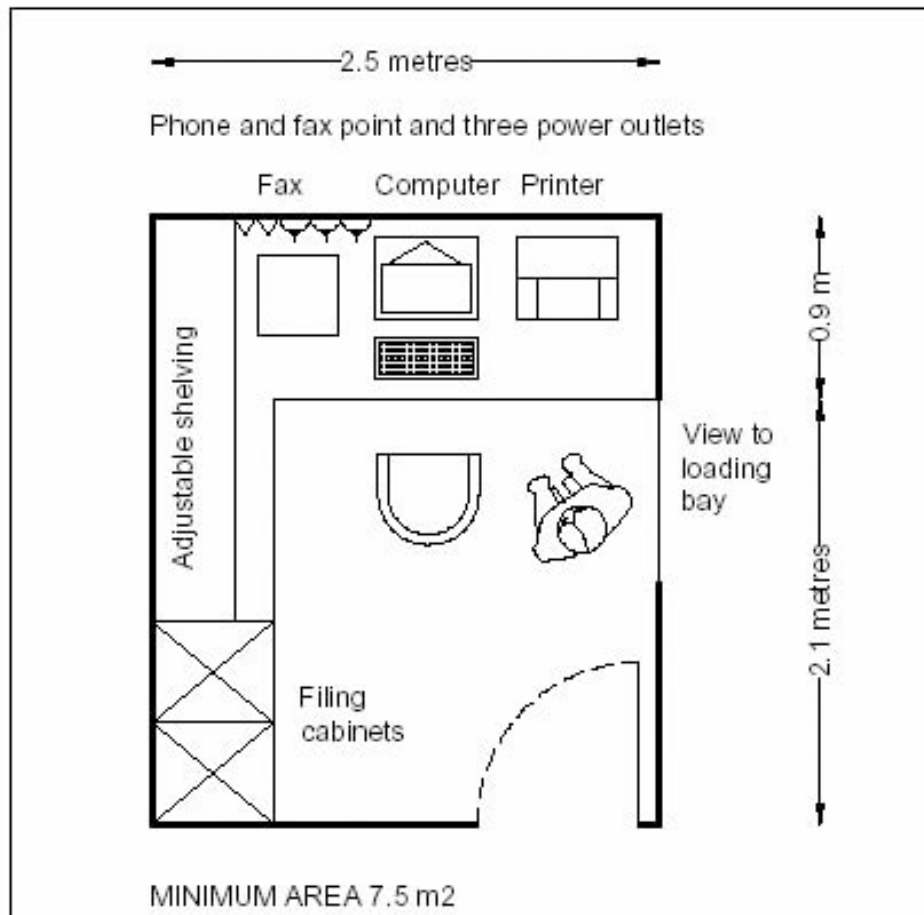 2.5 metres
Phone and fax point and three power outlets
Fax
Computer
Printer
0.9 m
Adjustable shelving
View to
loading
bay
2.1 metres
Filing
cabinets
MINIMUM AREA 7.5 m2